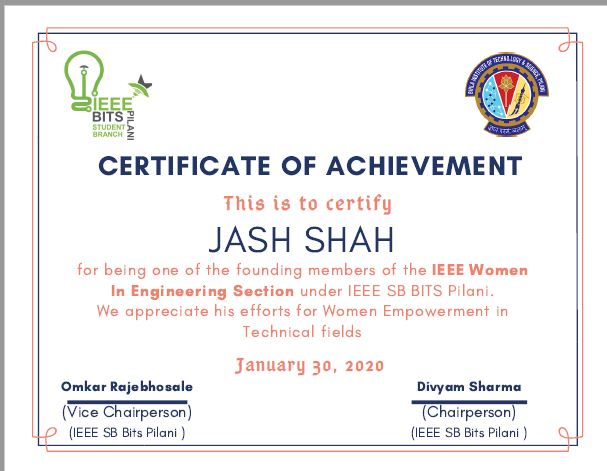 IEEE
BITS
PILANI
STUDENT
BRANCH
BIRLA INSTITUTE OF TECHNOLOGY & SCIENCE, PILANI
CERTIFICATE OF ACHIEVEMENT
This is to certify
JASH SHAH
for being one of the founding members of the IEEE Women
In Engineering Section under IEEE SB BITS Pilani.
We appreciate his efforts for Women Empowerment in
Technical fields
January 30, 2020
Omkar Rajebhosale
(Vice Chairperson)
(IEEE SB Bits Pilani )
Divyam Sharma
(Chairperson)
(IEEE SB Bits Pilani )